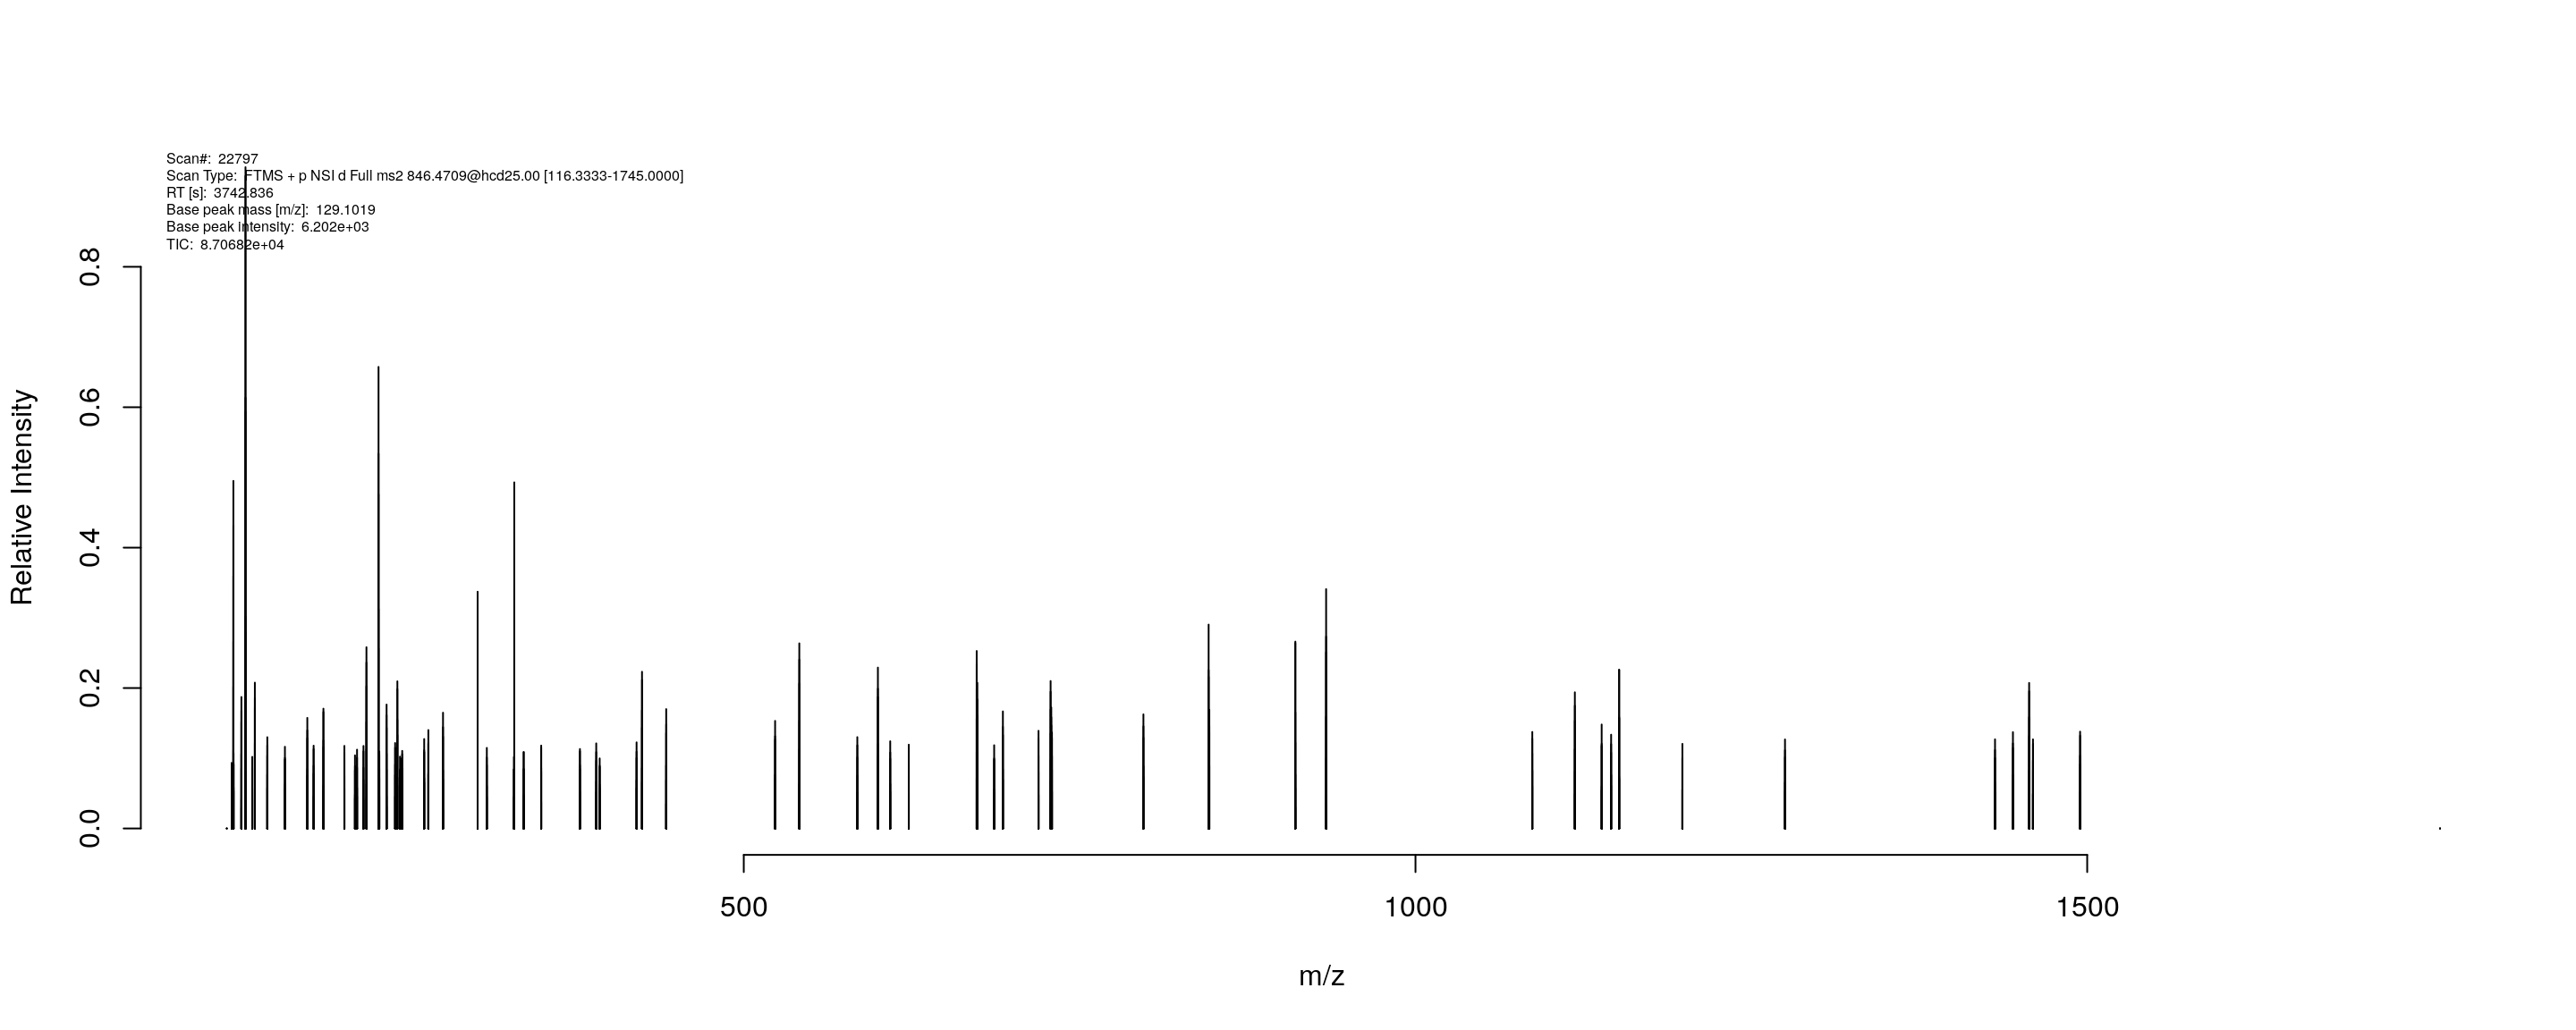 Scan#: 22797
Scan Type: FTMS + p NSI d Full ms2 846.4709@hcd25.00 [116.3333-1745.0000]
RT [s]: 3742.836
Base peak mass [m/z]: 129.1019
Base peak Intensity: 6.202e+03
TIC: 8.70682e+04
0.8
0.6
0.4
0.2
0.0
Relative Intensity
500 1000 1500
m/z